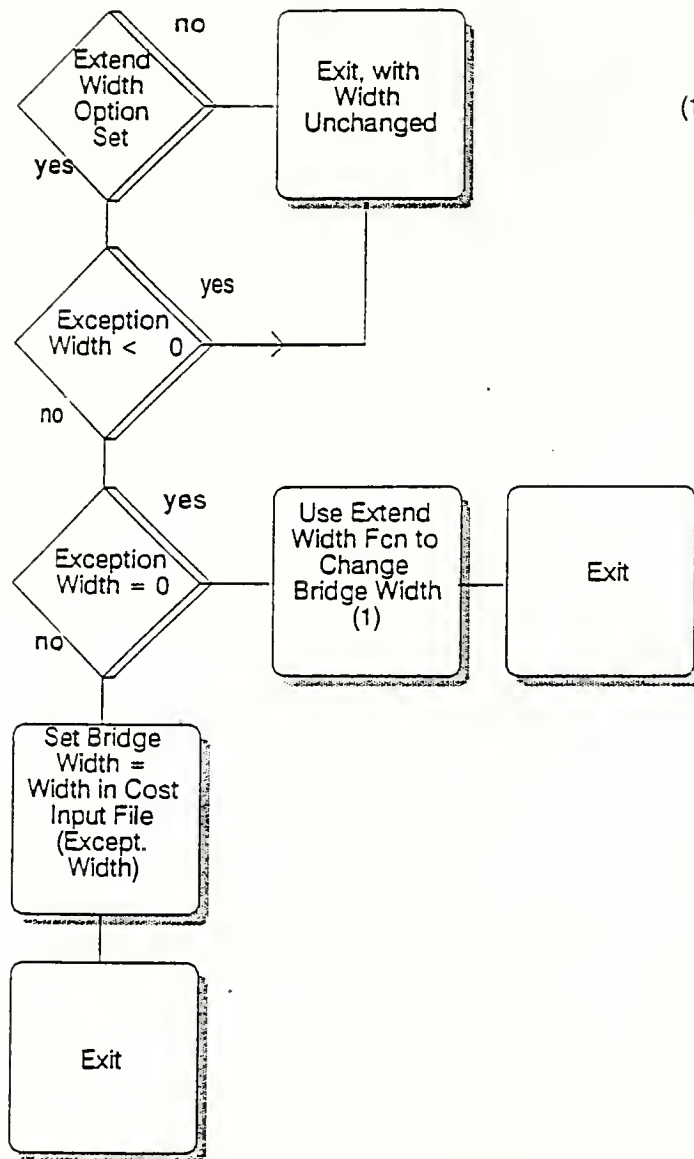 no
Extend
Width
Option
Set
yes
Exit, with
Width
Unchanged
(1
yes
Exception
Width < 0
no
yes
Exception
Width = 0
no
Use Extend
Width Fcn to
Change
Bridge Width
(1)
Exit
Set Bridge
Width =
Width in Cost
Input File
(Except.
Width)
Exit